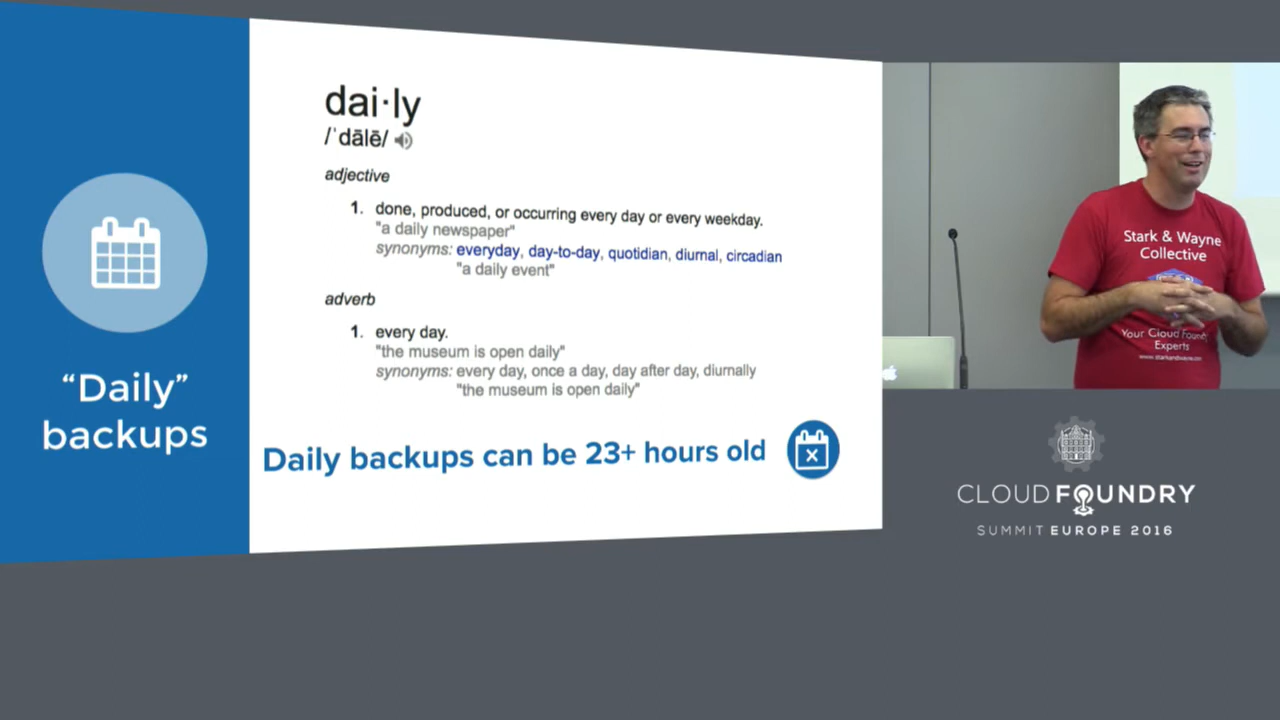 "Daily"
backups
dai·ly
/ˈdālē/
adjective
1. done, produced, or occurring every day or every weekday.
"a daily newspaper"
synonyms: everyday, day-to-day, quotidian, diurnal, circadian
"a daily event"
adverb
1. every day.
"the museum is open daily"
synonyms: every day, once a day, day after day, diurnally
"the museum is open daily"
Daily backups can be 23+ hours old
Stark & Wayne
Collective
Your Cloud Foundry
Experts
www.starkandwayne.com
CLOUD FOUNDRY
SUMMIT EUROPE 2016